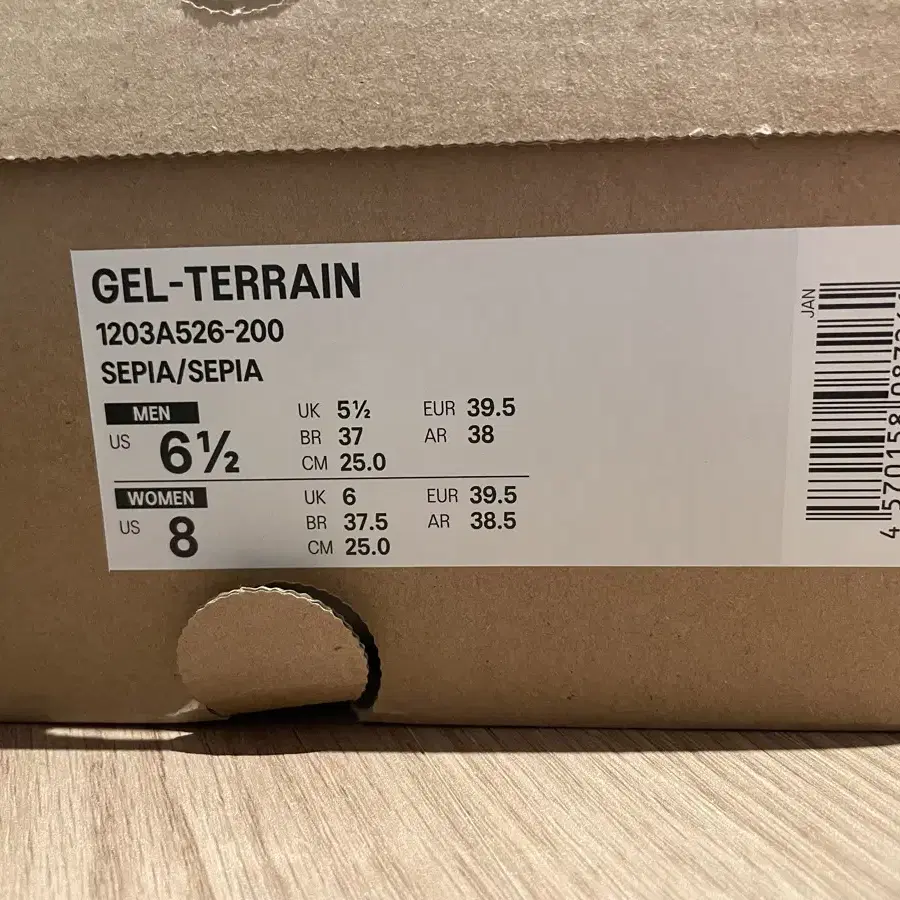 GEL-TERRAIN
1203A526-200
SEPIA/SEPIA
MEN
US 6½
UK 5½ EUR 39.5
BR 37 AR 38
CM 25.0
WOMEN
US 8
UK 6 EUR 39.5
BR 37.5 AR 38.5
CM 25.0
JAN